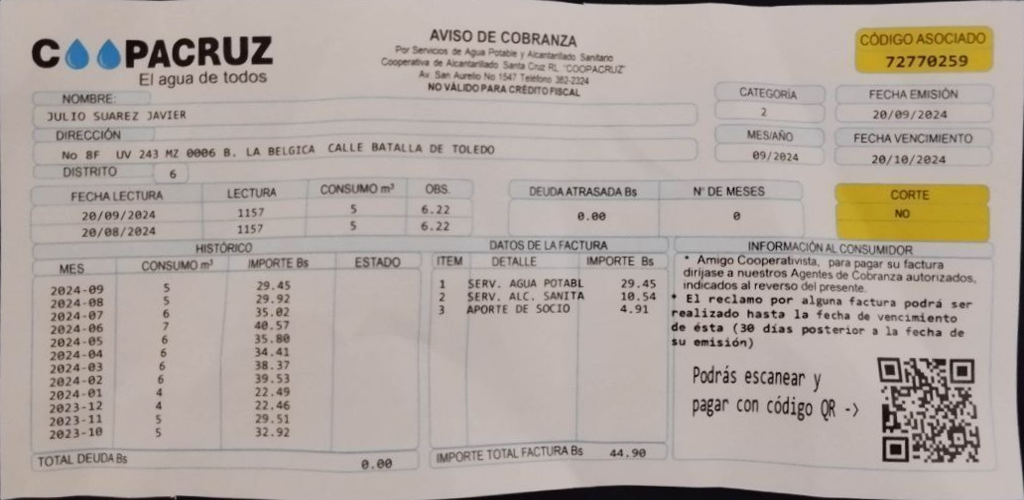 COOPACRUZ
El agua de todos
AVISO DE COBRANZA
Por Servicios de Agua Potable y Alcantarillado Sanitario
Cooperativa de Alcantarillado Santa Cruz RL. "COOPACRUZ"
Av. San Aurelio No 1547 Teléfono 362-2324
NO VÁLIDO PARA CRÉDITO FISCAL
CÓDIGO ASOCIADO
72770259
NOMBRE:
JULIO SUAREZ JAVIER
CATEGORÍA
2
FECHA EMISIÓN
20/09/2024
DIRECCIÓN
No 8F UV 243 MZ 0006 B. LA BELGICA CALLE BATALLA DE TOLEDO
MES/AÑO
09/2024
FECHA VENCIMIENTO
20/10/2024
DISTRITO 6
FECHA LECTURA LECTURA CONSUMO m³ OBS.
20/09/2024 1157 5 6.22
20/08/2024 1157 5 6.22
DEUDA ATRASADA Bs N° DE MESES
0.00 0
CORTE
NO
HISTÓRICO
MES CONSUMO m³ IMPORTE Bs ESTADO
2024-09 5 29.45
2024-08 5 29.92
2024-07 6 35.02
2024-06 7 40.57
2024-05 6 35.80
2024-04 6 34.41
2024-03 6 38.37
2024-02 6 39.53
2024-01 4 22.49
2023-12 4 22.46
2023-11 5 29.51
2023-10 5 32.92
TOTAL DEUDA Bs 0.00
DATOS DE LA FACTURA
ITEM DETALLE IMPORTE Bs
1 SERV. AGUA POTABL 29.45
2 SERV. ALC. SANITA 10.54
3 APORTE DE SOCIO 4.91
IMPORTE TOTAL FACTURA Bs 44.90
INFORMACIÓN AL CONSUMIDOR
* Amigo Cooperativista, para pagar su factura
dirijase a nuestros Agentes de Cobranza autorizados,
indicados al reverso del presente.
* El reclamo por alguna factura podrá ser
realizado hasta la fecha de vencimiento
de ésta (30 días posterior a la fecha de
su emisión)
Podrás escanear y
pagar con código QR ->